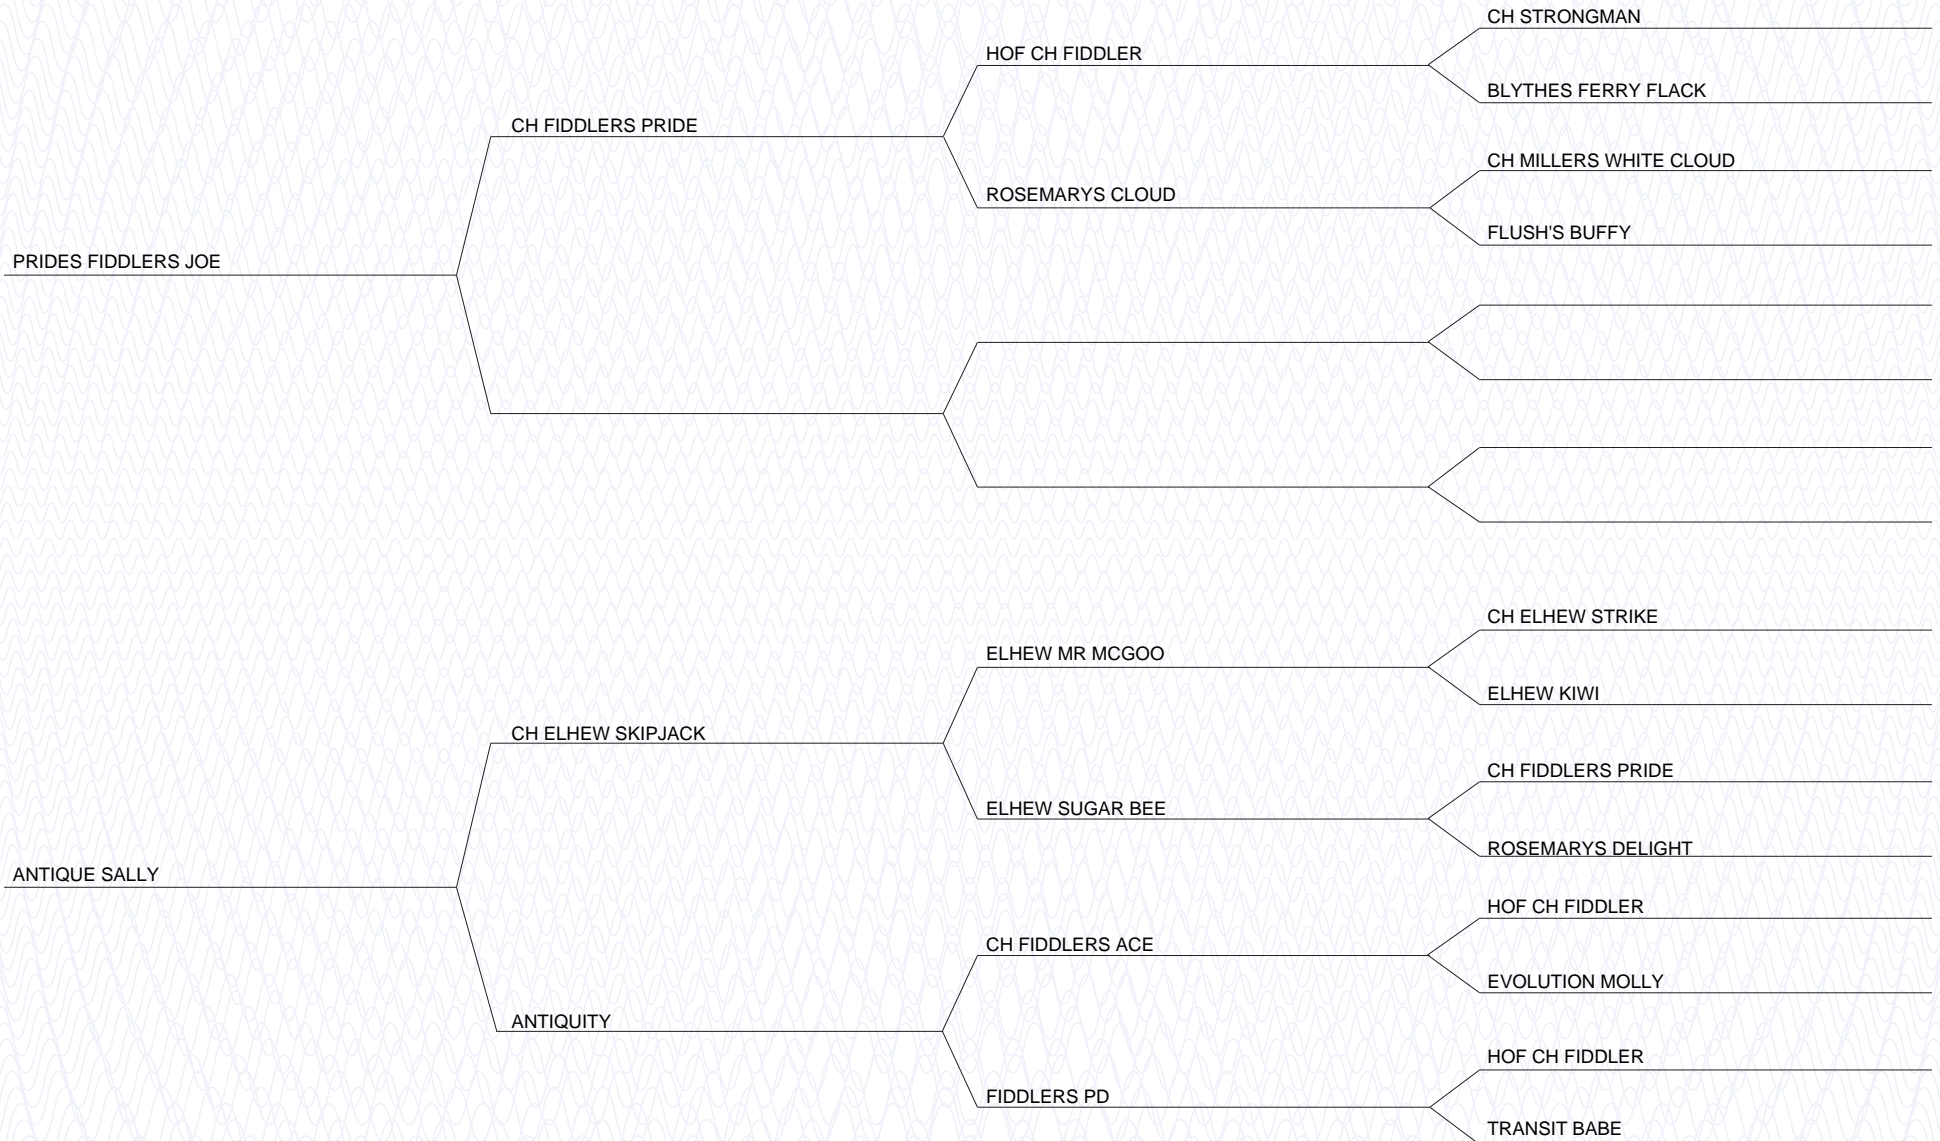 CH STRONGMAN
HOF CH FIDDLER
BLYTHES FERRY FLACK
CH FIDDLERS PRIDE
CH MILLERS WHITE CLOUD
ROSEMARYS CLOUD
FLUSH'S BUFFY
PRIDES FIDDLERS JOE
CH ELHEW STRIKE
ELHEW MR MCGOO
ELHEW KIWI
CH ELHEW SKIPJACK
CH FIDDLERS PRIDE
ELHEW SUGAR BEE
ROSEMARYS DELIGHT
ANTIQUE SALLY
HOF CH FIDDLER
CH FIDDLERS ACE
EVOLUTION MOLLY
ANTIQUITY
HOF CH FIDDLER
FIDDLERS PD
TRANSIT BABE